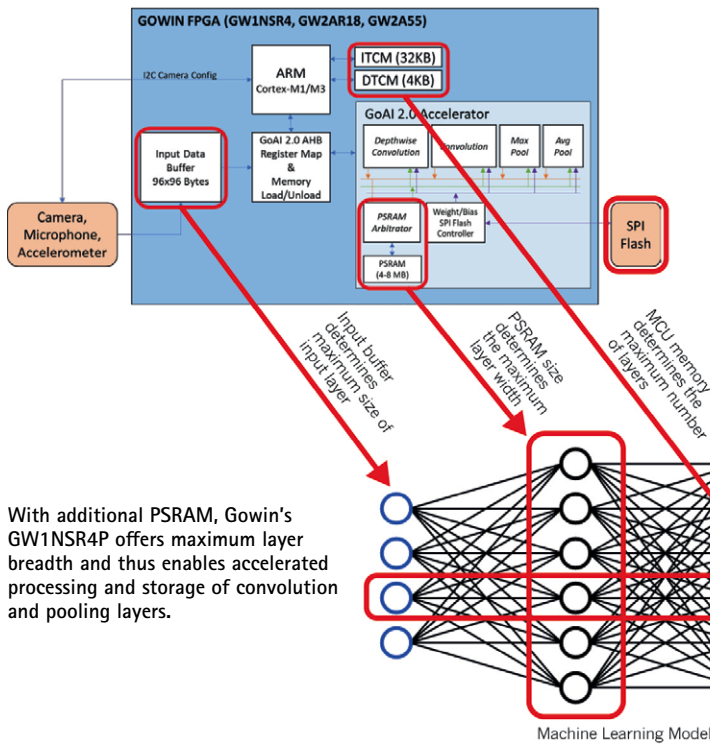 GOWIN FPGA (GW1NSR4, GW2AR18, GW2A55)
I2C Camera Config
ARM
Cortex-M1/M3
ITCM (32KB)
DTCM (4KB)
Input Data
Buffer
96x96 Bytes
GoAI 2.0 AHB
Register Map
&
Memory
Load/Unload
GoAI 2.0 Accelerator
Depthwise
Convolution
Convolution
Max
Pool
Avg
Pool
PSRAM
Arbitrator
PSRAM
(4-8 MB)
Weight/Bias
SPI Flash
Controller
Camera,
Microphone,
Accelerometer
SPI
Flash
Input buffer
determines
maximum size of
input layer
PSRAM size
determines
the maximum
layer width
MCU memory
determines the
maximum number
of layers
With additional PSRAM, Gowin's
GW1NSR4P offers maximum layer
breadth and thus enables accelerated
processing and storage of convolution
and pooling layers.
Machine Learning Model